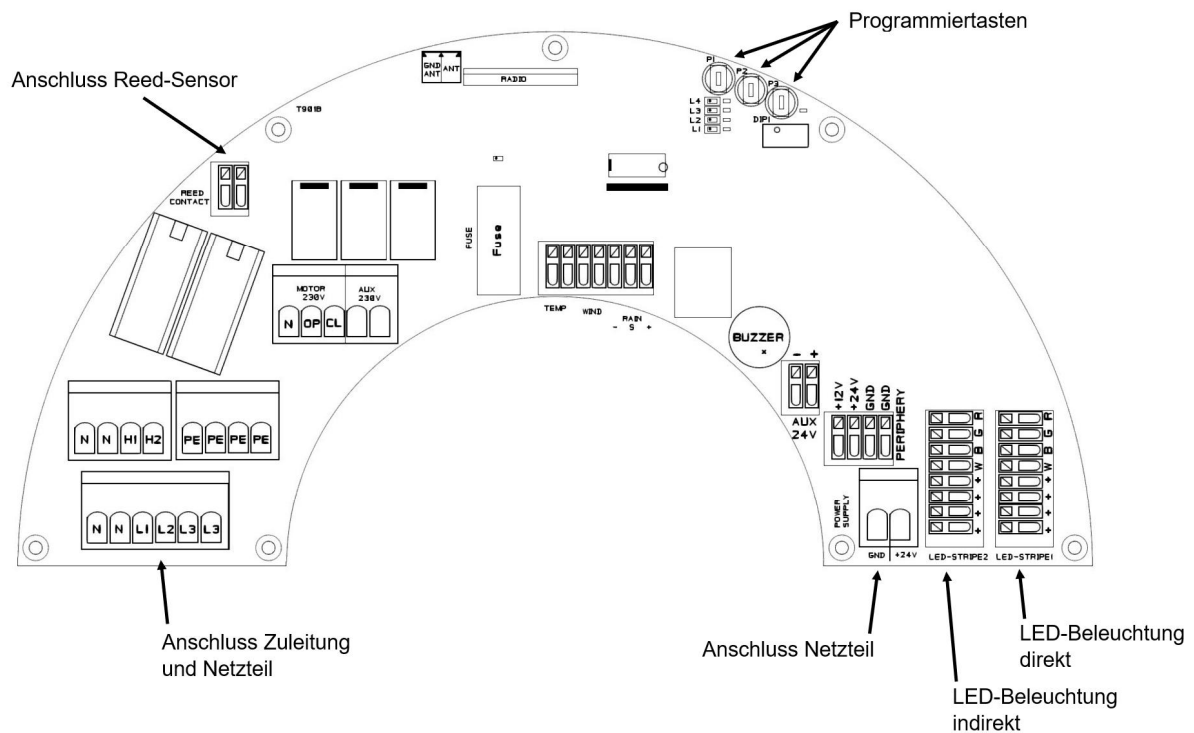 Programmiertasten
Anschluss Reed-Sensor
GND
ANT
ANT
RADIO
P1
P2
P3
L4
L3
L2
L1
DIP1
T901B
REED
CONTACT
FUSE
Fuse
MOTOR
230V
AUX
230V
N OP CL
TEMP
WIND
RAIN
- S +
BUZZER
- +
AUX
24V
+12V
+24V
GND
GND
PERIPHERY
N N H1 H2
PE PE PE PE
N N L1 L2 L3 L3
POWER
SUPPLY
GND +24V
R
G
B
W
+
+
+
+
LED-STRIPE2
R
G
B
W
+
+
+
+
LED-STRIPE1
Anschluss Zuleitung
und Netzteil
Anschluss Netzteil
LED-Beleuchtung
direkt
LED-Beleuchtung
indirekt